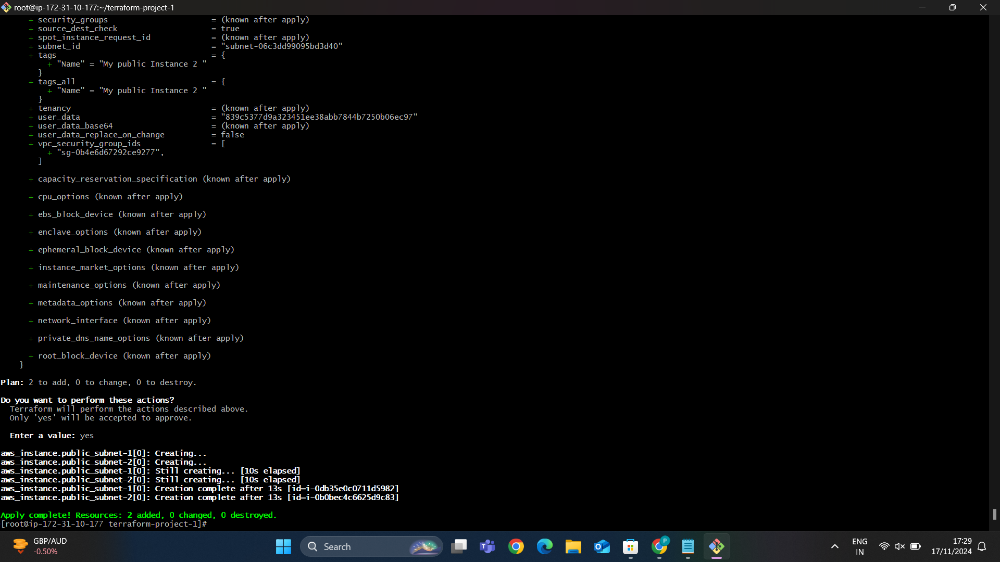 root@ip-172-31-10-177:~/terraform-project-1
+ security_groups = (known after apply)
+ source_dest_check = true
+ spot_instance_request_id = (known after apply)
+ subnet_id = "subnet-06c3dd99095bd3d40"
+ tags = {
+ "Name" = "My public Instance 2 "
}
+ tags_all = {
+ "Name" = "My public Instance 2 "
}
+ tenancy = (known after apply)
+ user_data = "839c5377d9a323451ee38abb7844b7250b06ec97"
+ user_data_base64 = (known after apply)
+ user_data_replace_on_change = false
+ vpc_security_group_ids = [
+ "sg-0b4e6d67292ce9277",
]
+ capacity_reservation_specification (known after apply)
+ cpu_options (known after apply)
+ ebs_block_device (known after apply)
+ enclave_options (known after apply)
+ ephemeral_block_device (known after apply)
+ instance_market_options (known after apply)
+ maintenance_options (known after apply)
+ metadata_options (known after apply)
+ network_interface (known after apply)
+ private_dns_name_options (known after apply)
+ root_block_device (known after apply)
}
Plan: 2 to add, 0 to change, 0 to destroy.
Do you want to perform these actions?
Terraform will perform the actions described above.
Only 'yes' will be accepted to approve.
Enter a value: yes
aws_instance.public_subnet-1[0]: Creating...
aws_instance.public_subnet-2[0]: Creating...
aws_instance.public_subnet-1[0]: Still creating... [10s elapsed]
aws_instance.public_subnet-2[0]: Still creating... [10s elapsed]
aws_instance.public_subnet-1[0]: Creation complete after 13s [id=i-0db35e0c0711d5982]
aws_instance.public_subnet-2[0]: Creation complete after 13s [id=i-0b0bec4c6625d9c83]
Apply complete! Resources: 2 added, 0 changed, 0 destroyed.
[root@ip-172-31-10-177 terraform-project-1]#
GBP/AUD
-0.50%
Search
P
ENG
IN
17:29
17/11/2024